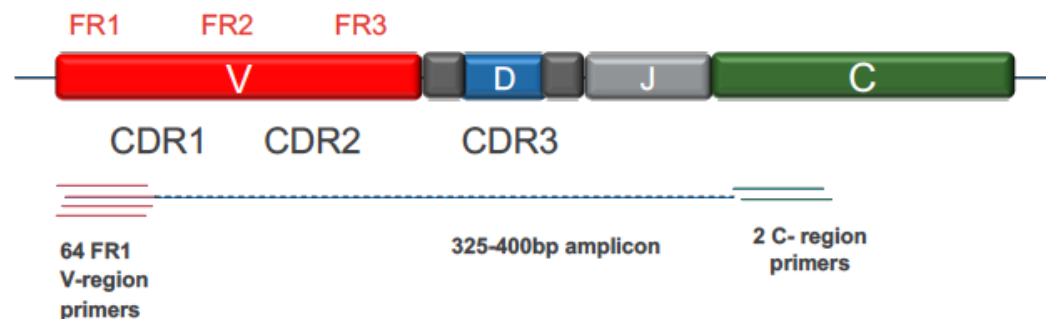 FR1 FR2 FR3
V D J C
CDR1 CDR2 CDR3
64 FR1
V-region
primers
325-400bp amplicon
2 C- region
primers